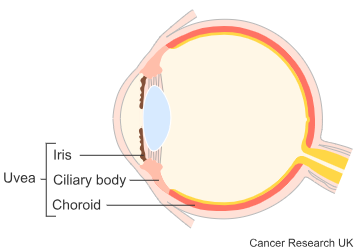 Iris
Uvea
Ciliary body
Choroid
Cancer Research UK